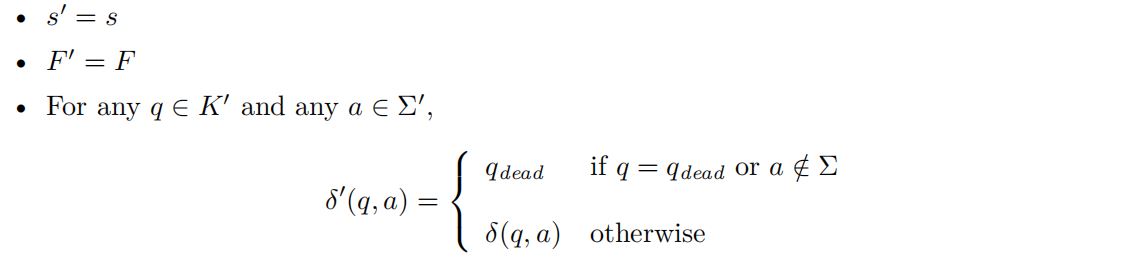 • s′ = s
• F′ = F
• For any q ∈ K′ and any a ∈ Σ′,
δ′(q, a) = { q_dead if q = q_dead or a ∉ Σ
δ(q, a) otherwise